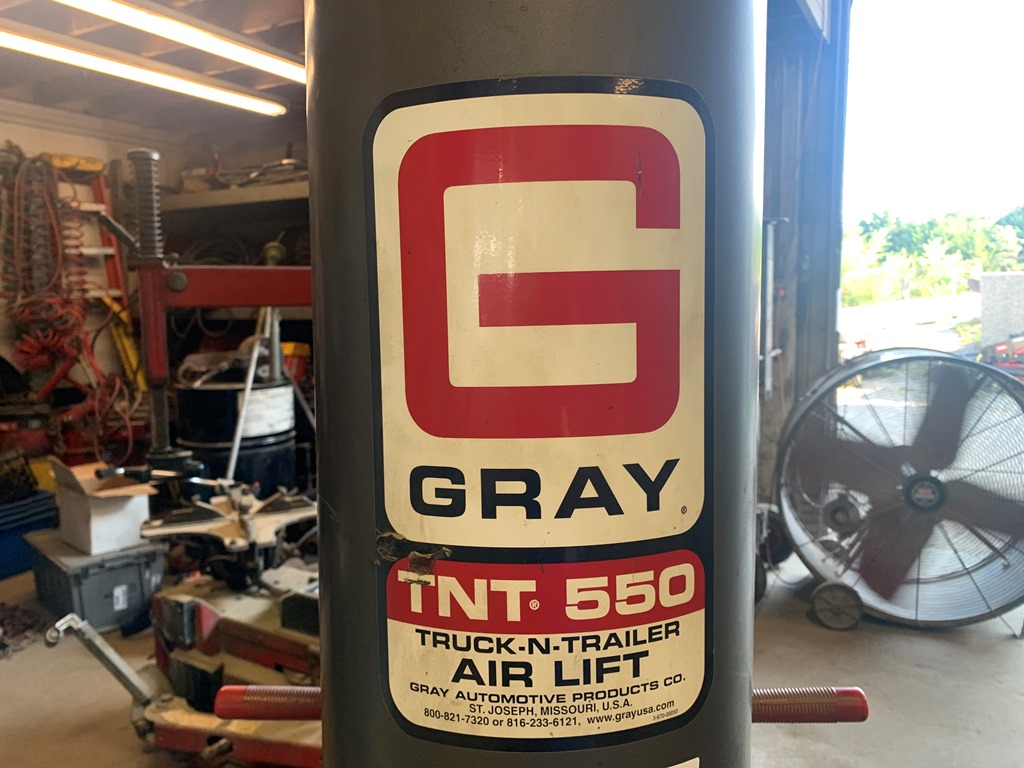 G
GRAY®
TNT® 550
TRUCK-N-TRAILER
AIR LIFT
GRAY AUTOMOTIVE PRODUCTS CO.
ST. JOSEPH, MISSOURI, U.S.A.
800-821-7320 or 816-233-6121, www.grayusa.com